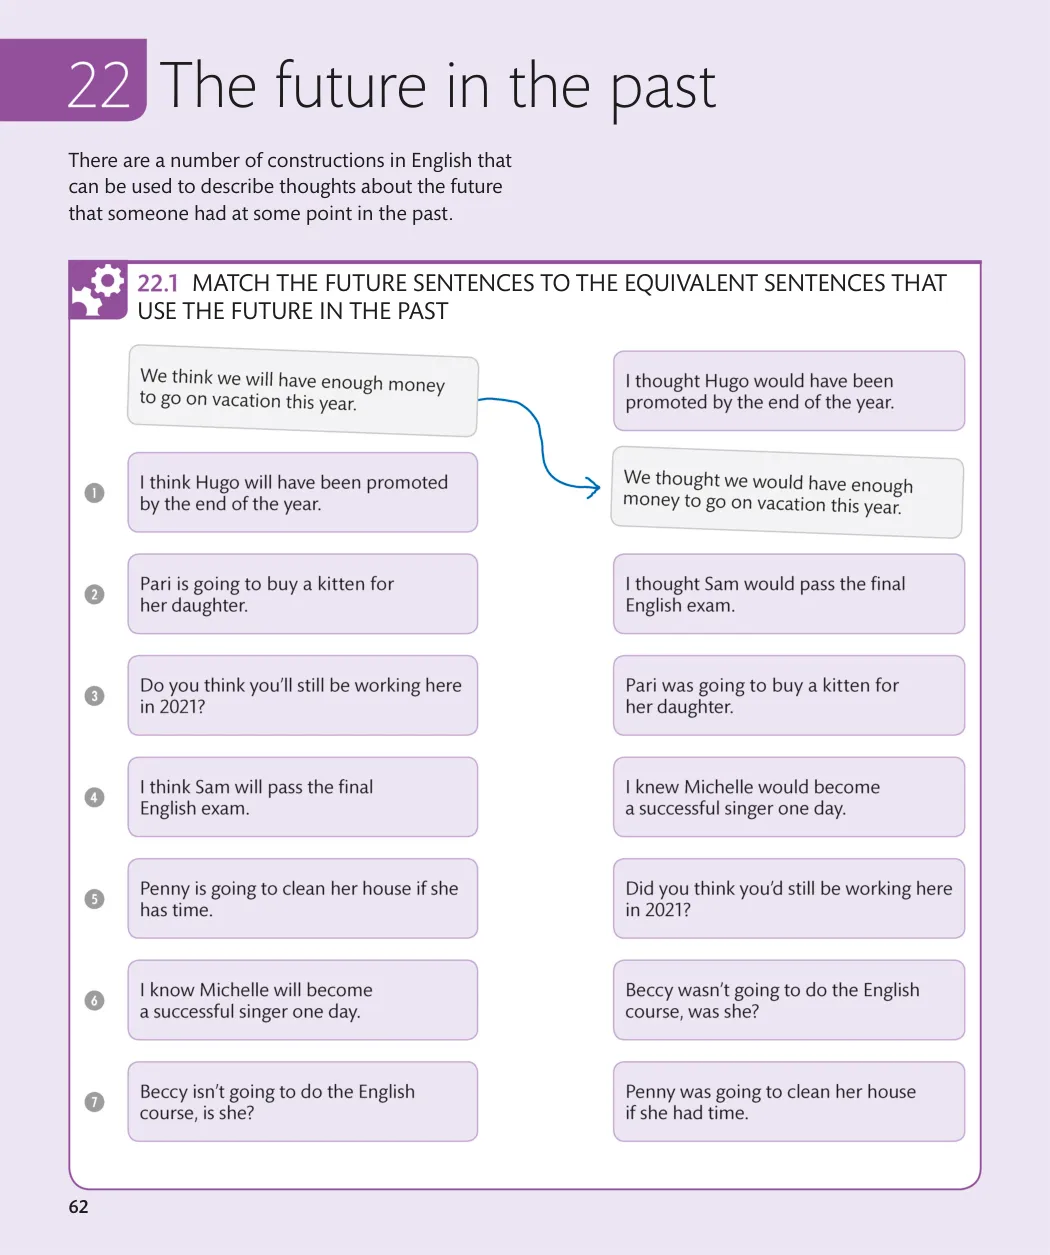 22 The future in the past
There are a number of constructions in English that
can be used to describe thoughts about the future
that someone had at some point in the past.
22.1 MATCH THE FUTURE SENTENCES TO THE EQUIVALENT SENTENCES THAT
USE THE FUTURE IN THE PAST
We think we will have enough money
to go on vacation this year.
1
I think Hugo will have been promoted
by the end of the year.
2
Pari is going to buy a kitten for
her daughter.
3
Do you think you’ll still be working here
in 2021?
4
I think Sam will pass the final
English exam.
5
Penny is going to clean her house if she
has time.
6
I know Michelle will become
a successful singer one day.
7
Beccy isn’t going to do the English
course, is she?
I thought Hugo would have been
promoted by the end of the year.
We thought we would have enough
money to go on vacation this year.
I thought Sam would pass the final
English exam.
Pari was going to buy a kitten for
her daughter.
I knew Michelle would become
a successful singer one day.
Did you think you’d still be working here
in 2021?
Beccy wasn’t going to do the English
course, was she?
Penny was going to clean her house
if she had time.
62